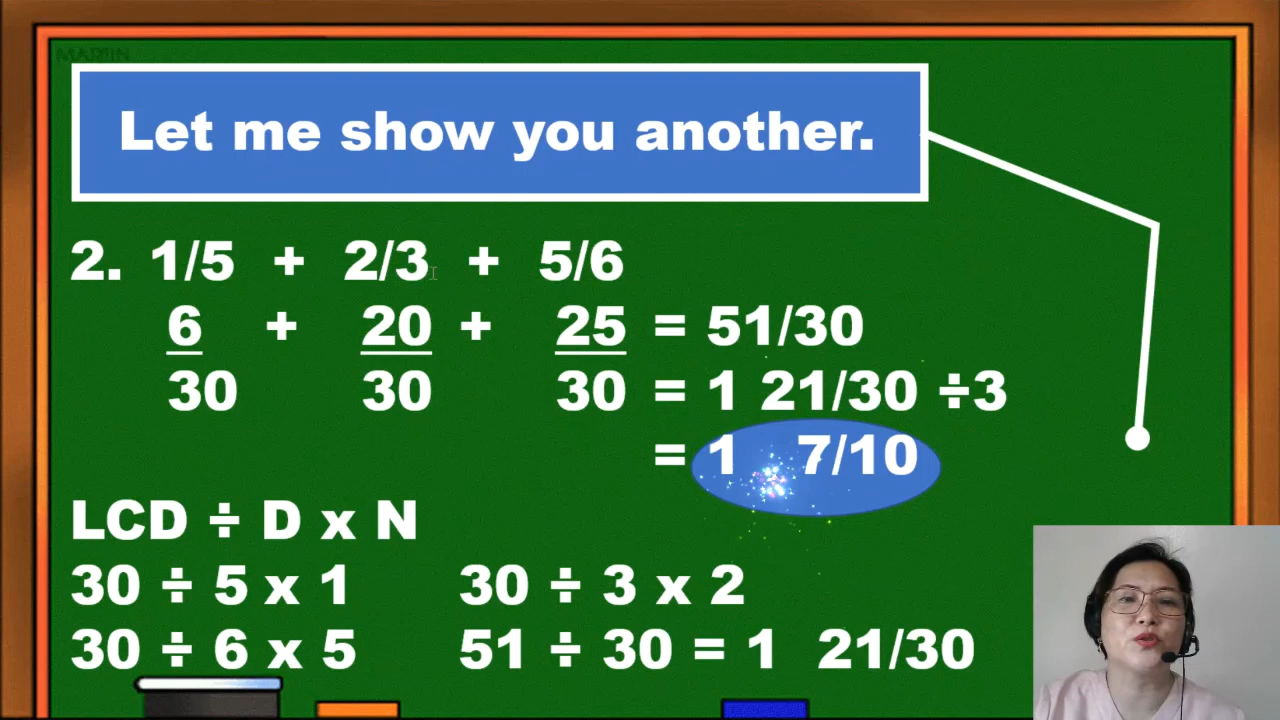 MARTIN
Let me show you another.
2. 1/5 + 2/3 + 5/6
6 + 20 + 25 = 51/30
30 30 30 = 1 21/30 ÷3
= 1 7/10
LCD ÷ D x N
30 ÷ 5 x 1 30 ÷ 3 x 2
30 ÷ 6 x 5 51 ÷ 30 = 1 21/30